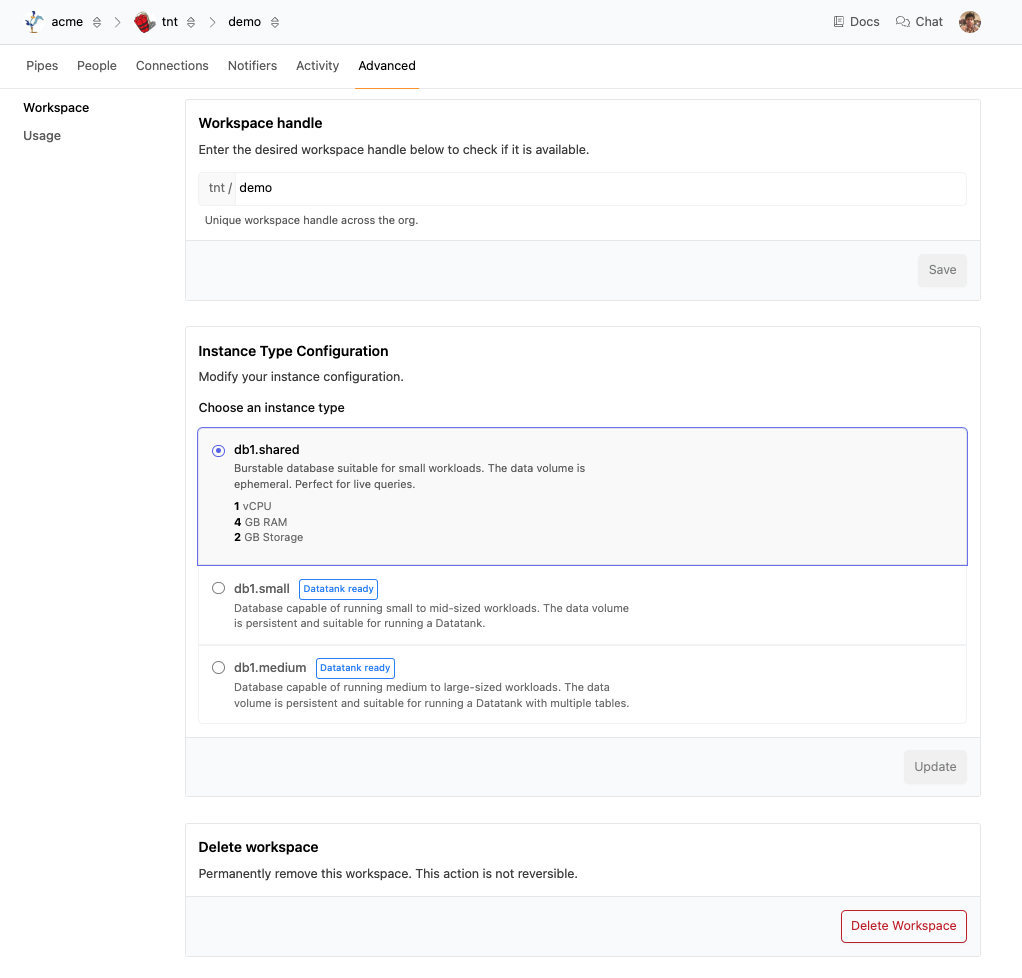 acme tnt demo Docs Chat
Pipes People Connections Notifiers Activity Advanced
Workspace
Usage
Workspace handle
Enter the desired workspace handle below to check if it is available.
tnt / demo
Unique workspace handle across the org.
Save
Instance Type Configuration
Modify your instance configuration.
Choose an instance type
db1.shared
Burstable database suitable for small workloads. The data volume is
ephemeral. Perfect for live queries.
1 vCPU
4 GB RAM
2 GB Storage
db1.small Datatank ready
Database capable of running small to mid-sized workloads. The data volume
is persistent and suitable for running a Datatank.
db1.medium Datatank ready
Database capable of running medium to large-sized workloads. The data
volume is persistent and suitable for running a Datatank with multiple tables.
Update
Delete workspace
Permanently remove this workspace. This action is not reversible.
Delete Workspace